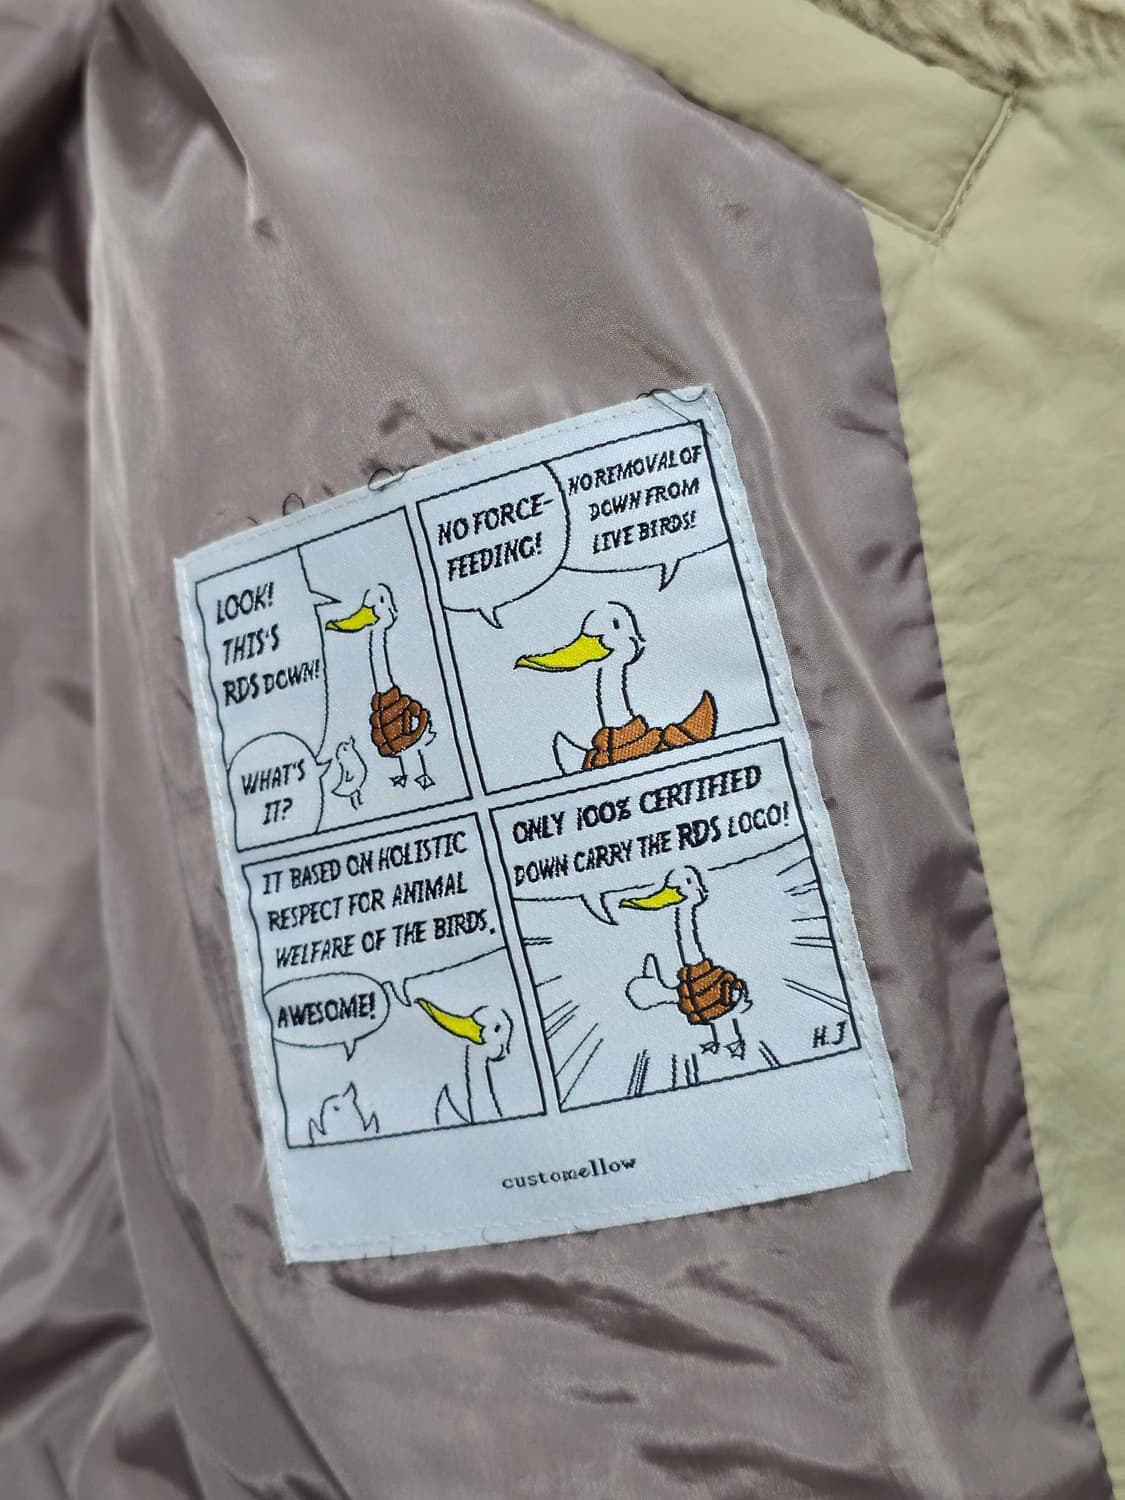 LOOK!
THIS'S
RDS DOWN!
WHAT'S
IT?
NO FORCE-
FEEDING!
NO REMOVAL OF
DOWN FROM
LIVE BIRDS!
IT BASED ON HOLISTIC
RESPECT FOR ANIMAL
WELFARE OF THE BIRDS.
AWESOME!
ONLY 100% CERTIFIED
DOWN CARRY THE RDS LOGO!
H.J
customellow